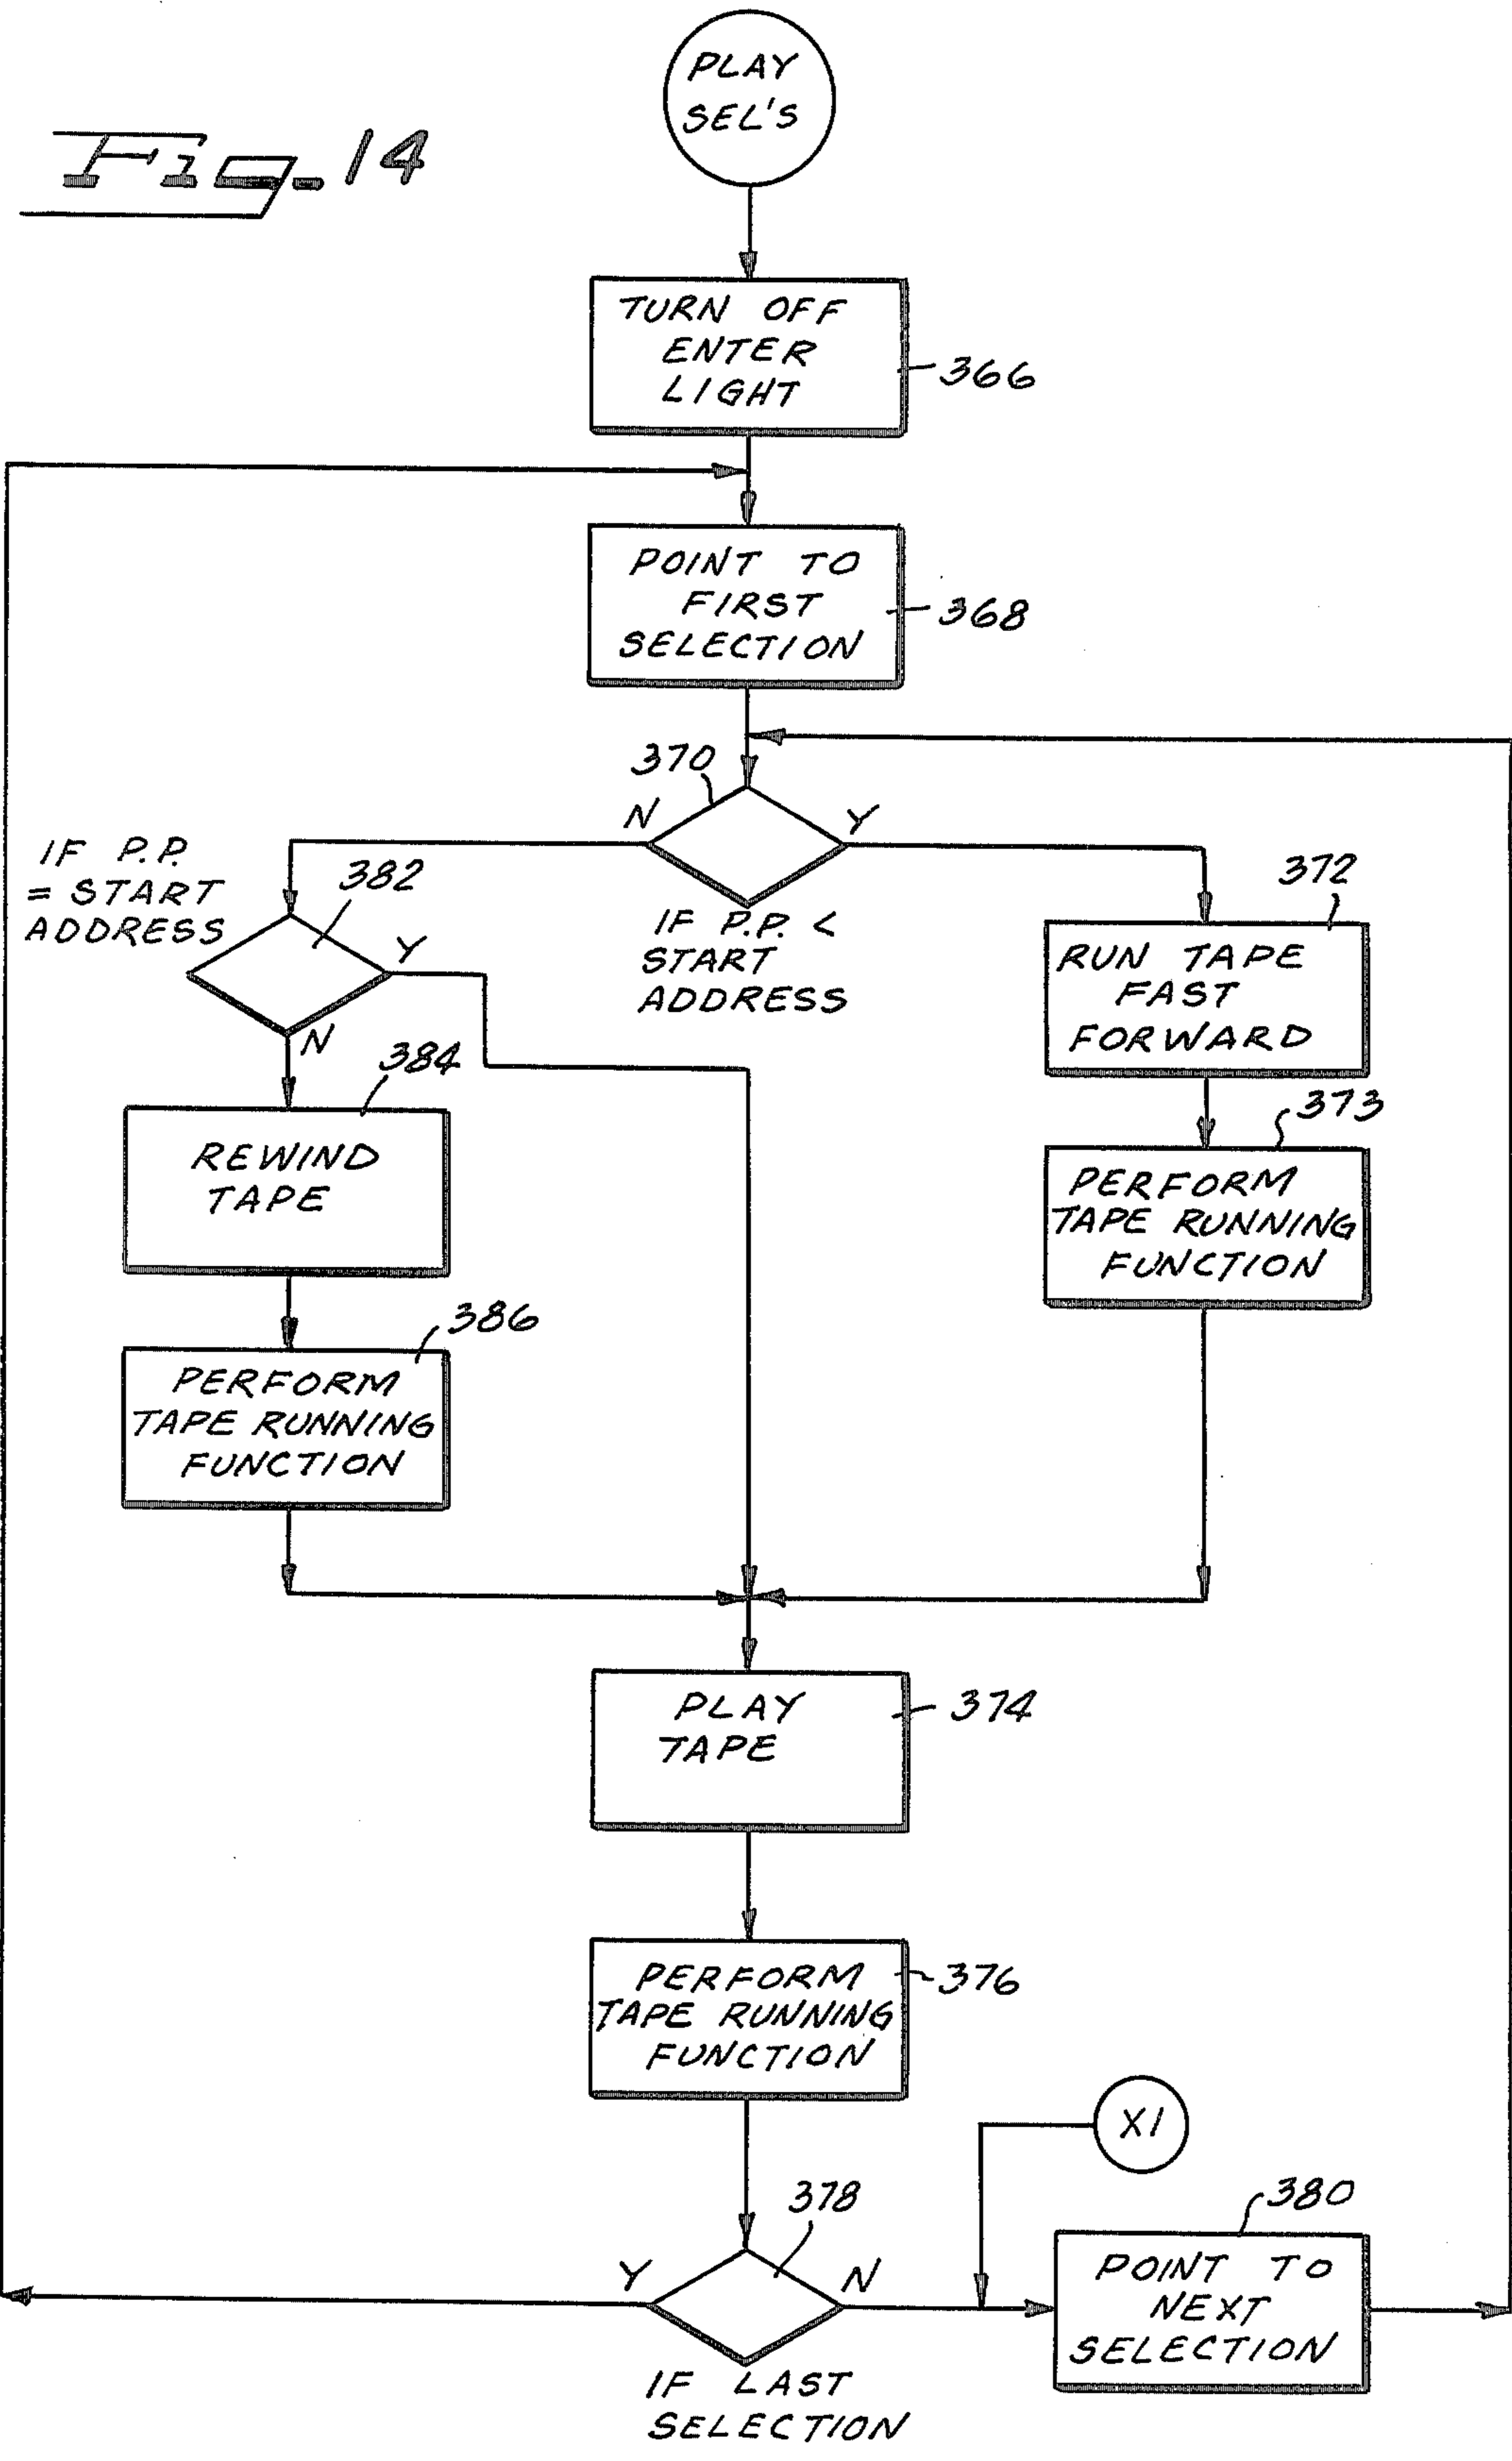 Fig. 14
PLAY
SEL'S
TURN OFF
ENTER
LIGHT
366
POINT TO
FIRST
SELECTION
368
370
N
Y
IF P.P. <
START
ADDRESS
IF P.P.
= START
ADDRESS
382
Y
N
372
RUN TAPE
FAST
FORWARD
373
PERFORM
TAPE RUNNING
FUNCTION
384
REWIND
TAPE
386
PERFORM
TAPE RUNNING
FUNCTION
PLAY
TAPE
374
PERFORM
TAPE RUNNING
FUNCTION
376
X1
378
Y
N
IF LAST
SELECTION
380
POINT TO
NEXT
SELECTION